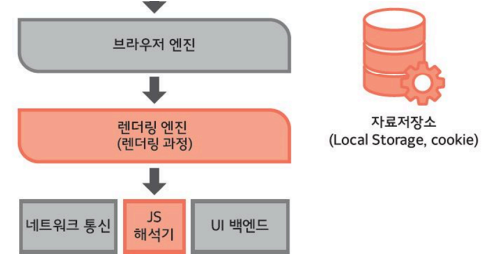 브라우저 엔진
렌더링 엔진
(렌더링 과정)
네트워크 통신
JS
해석기
UI 백엔드
자료저장소
(Local Storage, cookie)